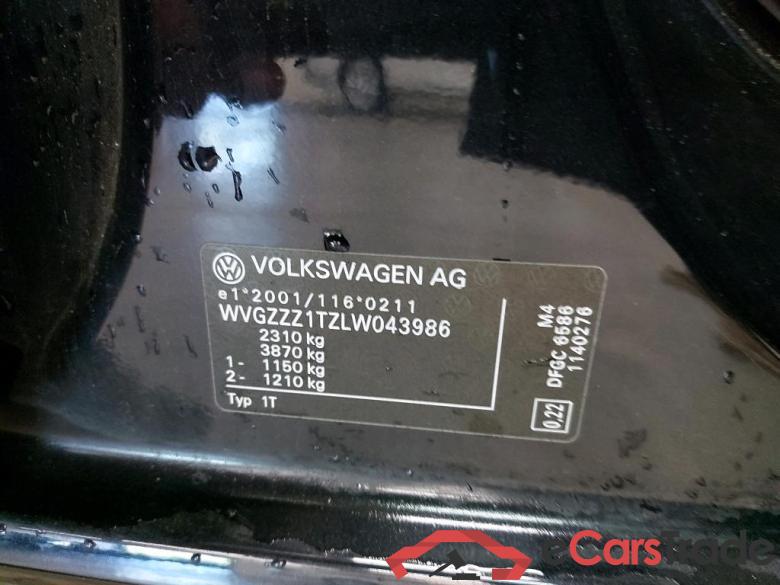 VOLKSWAGEN AG
e1*2001/116*0211
WVGZZZ1TZLW043986
2310 kg
3870 kg
1- 1150 kg
2- 1210 kg
Typ 1T
M4
DFGC 6586
1140276
0.22
eCarsTrade